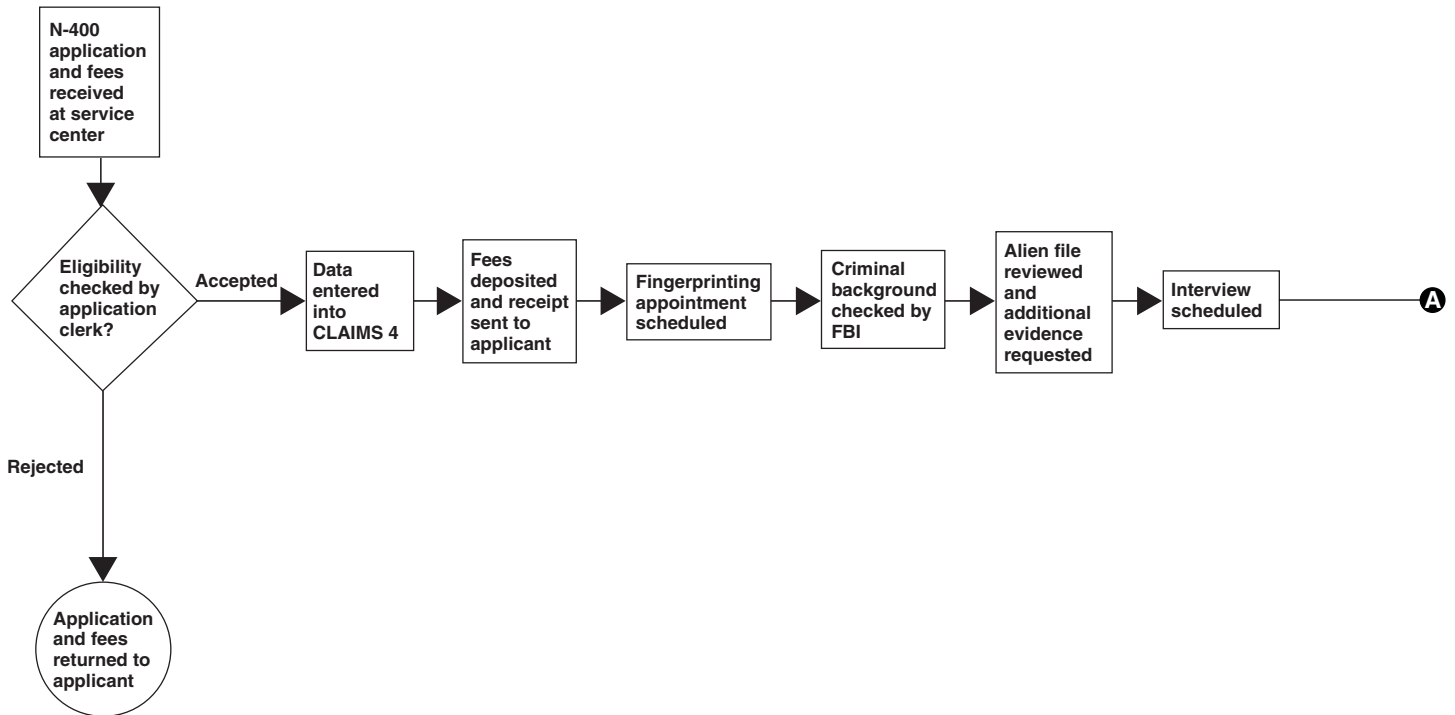 N-400
application
and fees
received
at service
center
Eligibility
checked by
application
clerk?
Accepted
Data
entered
into
CLAIMS 4
Fees
deposited
and receipt
sent to
applicant
Fingerprinting
appointment
scheduled
Criminal
background
checked by
FBI
Alien file
reviewed
and
additional
evidence
requested
Interview
scheduled
A
Rejected
Application
and fees
returned to
applicant